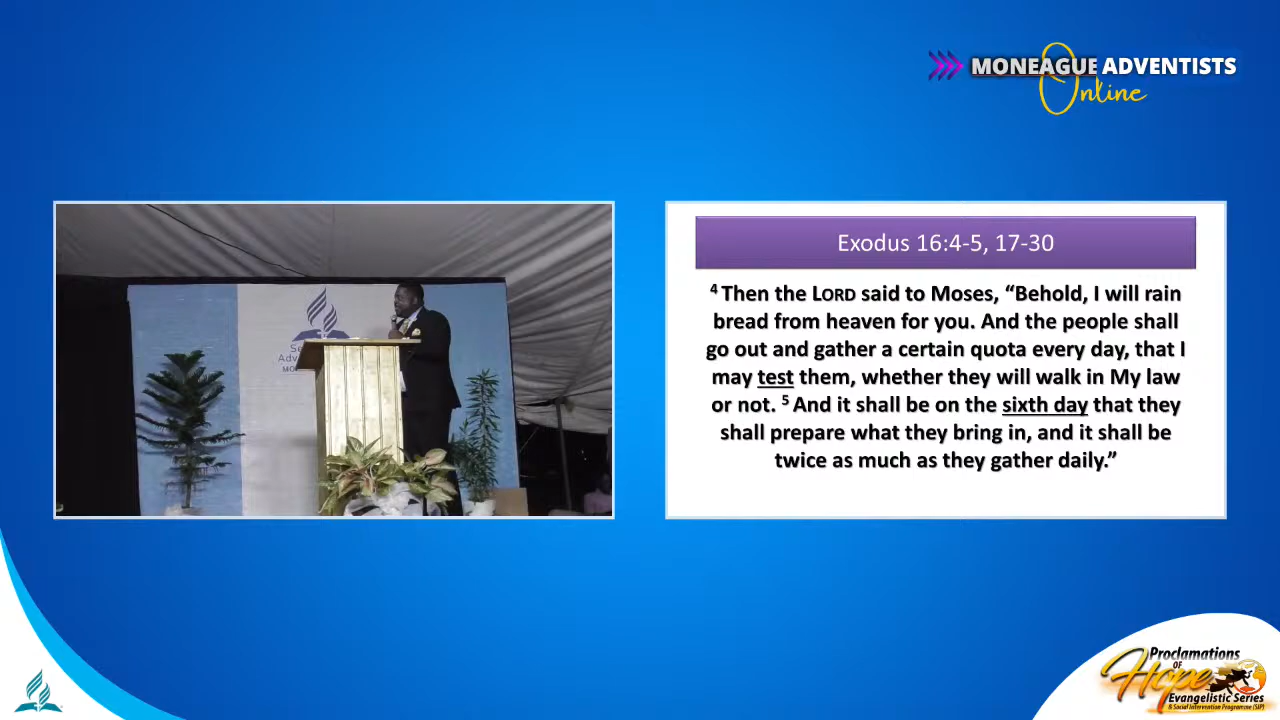 MONEAGUE ADVENTISTS
Online
Exodus 16:4-5, 17-30
4 Then the LORD said to Moses, “Behold, I will rain
bread from heaven for you. And the people shall
go out and gather a certain quota every day, that I
may test them, whether they will walk in My law
or not. 5 And it shall be on the sixth day that they
shall prepare what they bring in, and it shall be
twice as much as they gather daily.”
Proclamations
OF
Hope
Evangelistic Series
& Social Intervention Programme (SIP)